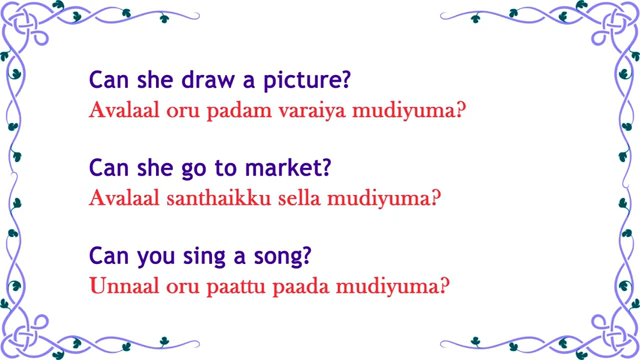 Can she draw a picture?
Avalaal oru padam varaiya mudiyuma?
Can she go to market?
Avalaal santhaikku sella mudiyuma?
Can you sing a song?
Unnaal oru paattu paada mudiyuma?